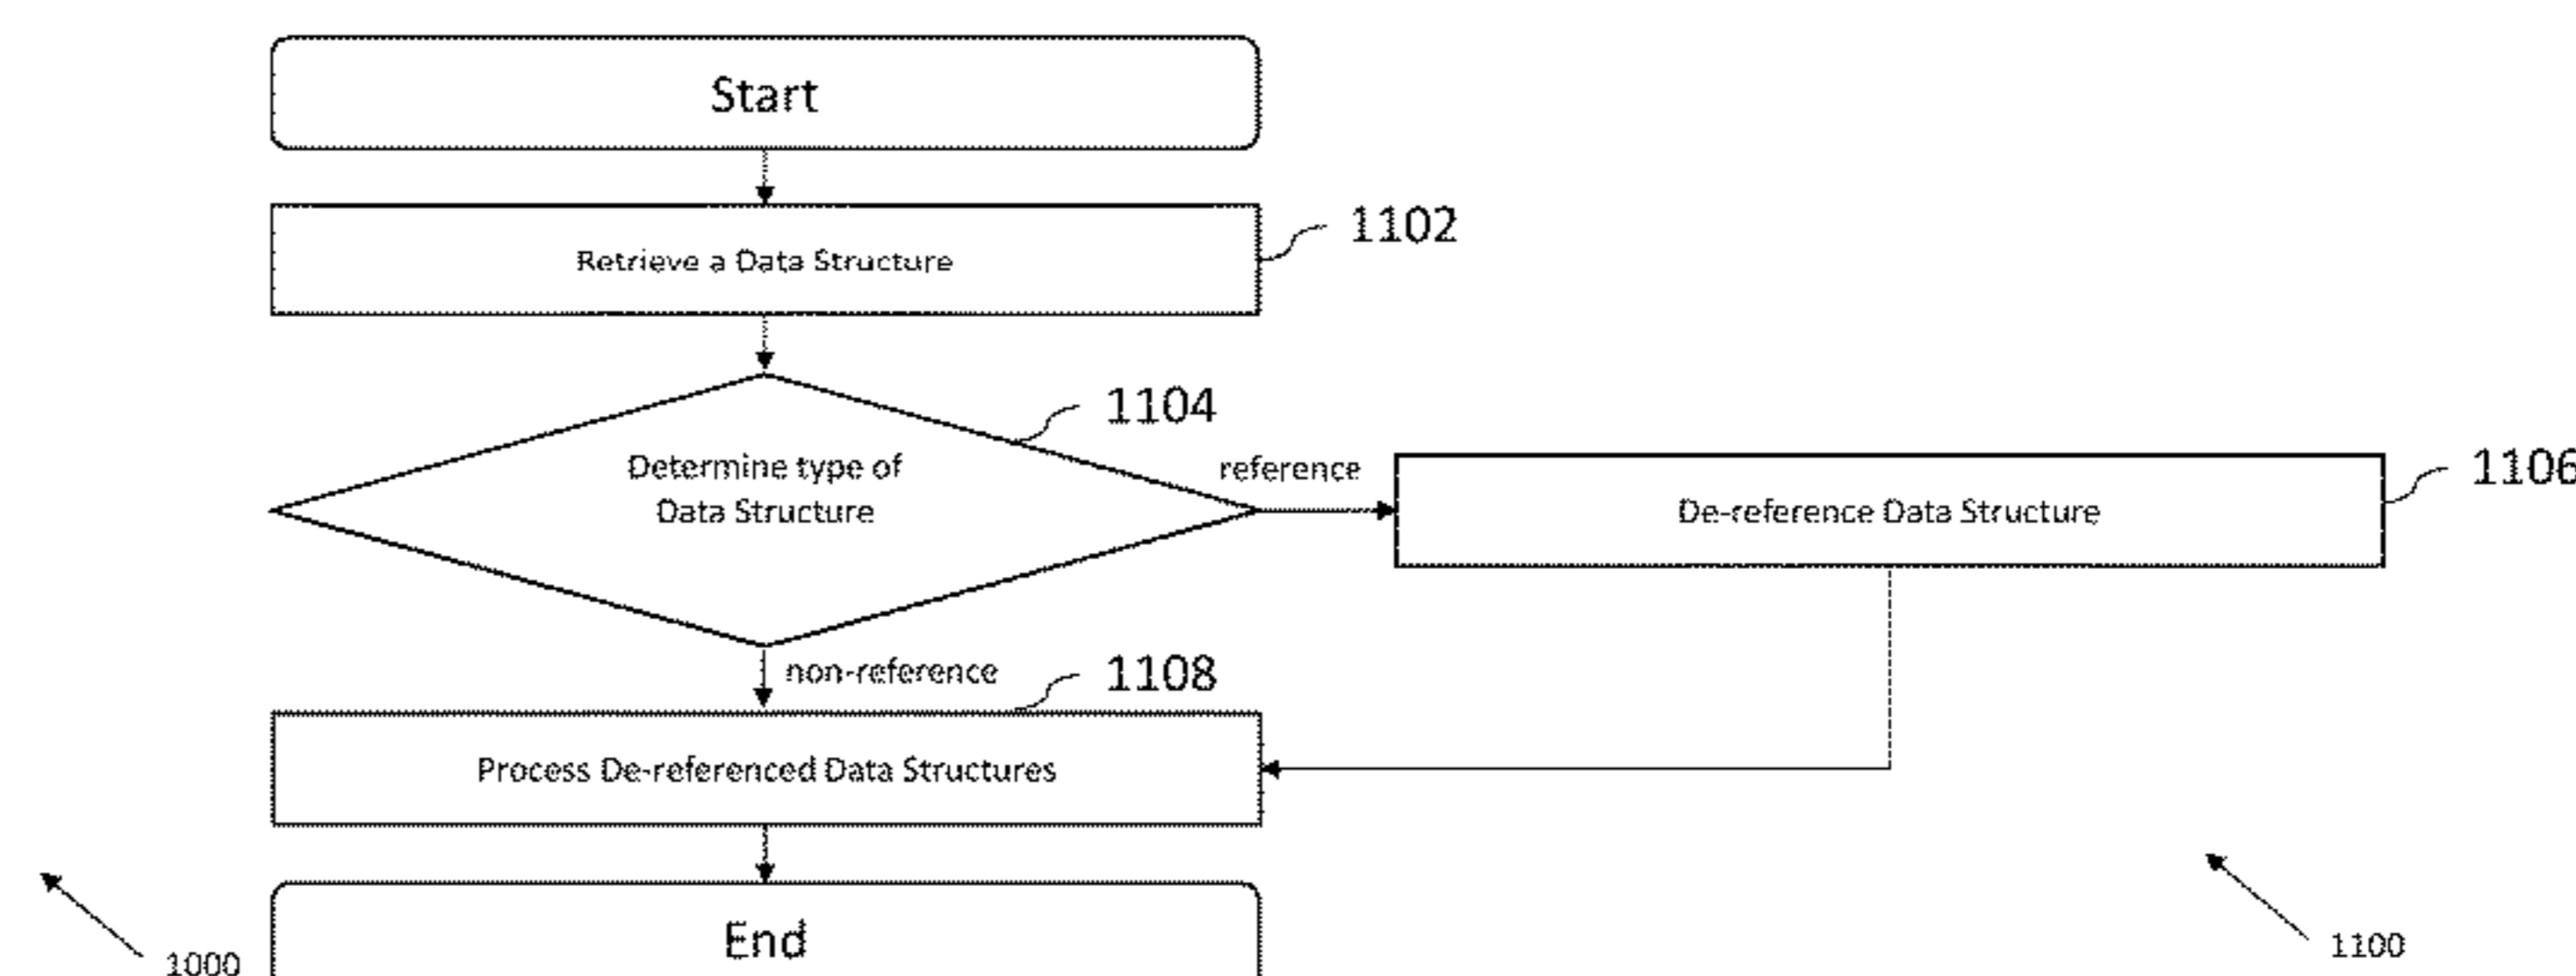 Start
Retrieve a Data Structure
1102
1104
Determine type of
Data Structure
reference
De-reference Data Structure
1106
non-reference
1108
Process De-referenced Data Structures
End
1000
1100